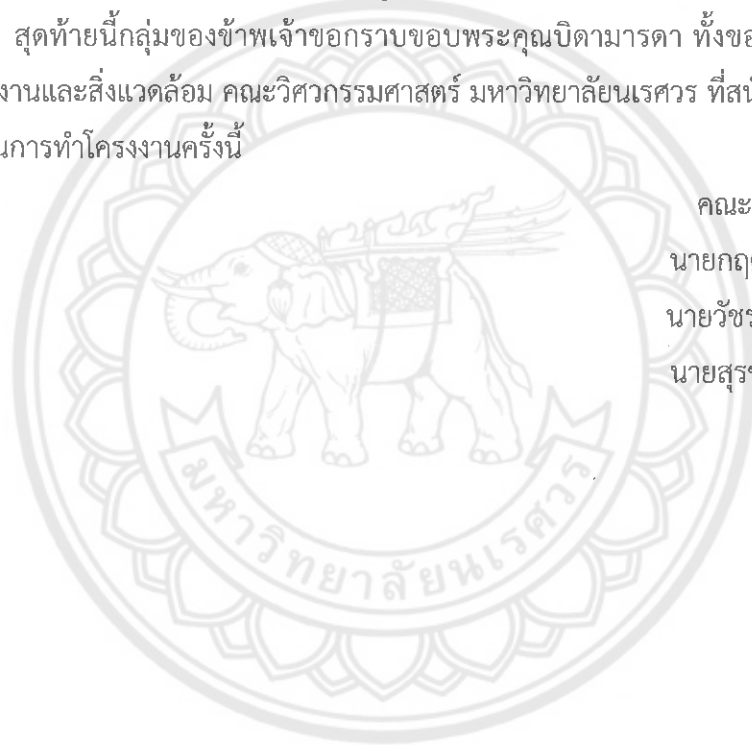 สุดท้ายนี้กลุ่มของข้าพเจ้าขอกราบขอบพระคุณบิดามารดา ทั้งขอ
งานและสิ่งแวดล้อม คณะวิศวกรรมศาสตร์ มหาวิทยาลัยนเรศวร ที่สน
นการทำโครงงานครั้งนี้
คณะ
นายกฤ
นายวัชร
นายสุร
มหาวิทยาลัยนเรศวร